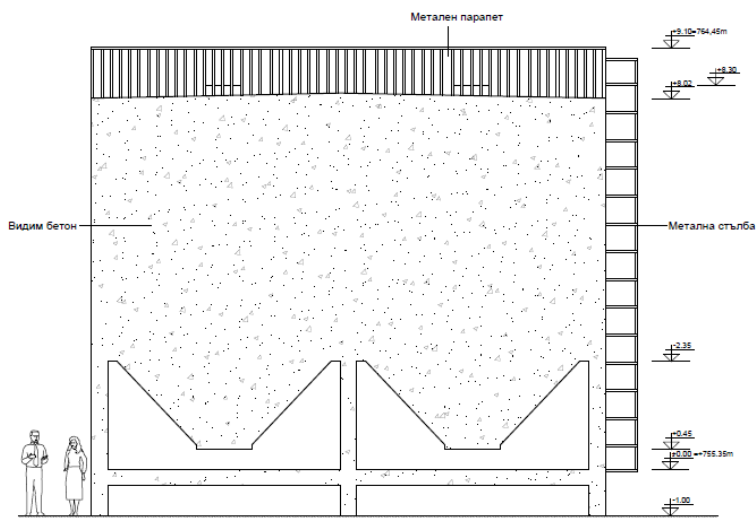 Метален парапет
+9.10=764,45m
+8.30
+8.02
Видим бетон
Метална стълба
-2.35
+0.45
±0.00=+755.35m
-1.00